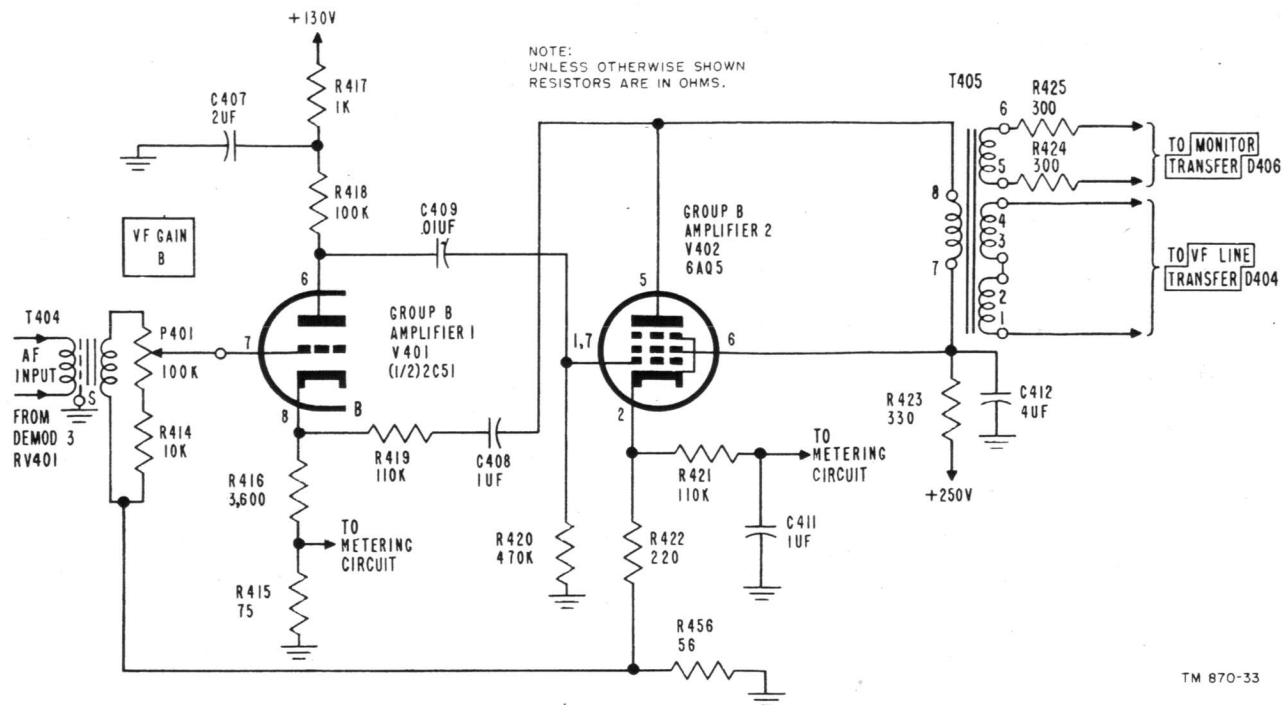 +130V
NOTE:
UNLESS OTHERWISE SHOWN
RESISTORS ARE IN OHMS.
R417
1K
C407
2UF
R418
100K
VF GAIN
B
C409
.01UF
6
GROUP B
AMPLIFIER 1
V401
(1/2)2C51
7
8
B
T404
AF
INPUT
S
FROM
DEMOD 3
RV401
P401
100K
R414
10K
R419
110K
C408
1UF
R416
3,600
TO
METERING
CIRCUIT
R415
75
GROUP B
AMPLIFIER 2
V402
6AQ5
5
1,7
6
2
R420
470K
R421
110K
TO
METERING
CIRCUIT
C411
1UF
R422
220
R456
56
T405
8
7
6
5
4
3
2
1
R425
300
R424
300
TO MONITOR
TRANSFER D406
TO VF LINE
TRANSFER D404
R423
330
C412
4UF
+250V
TM 870-33